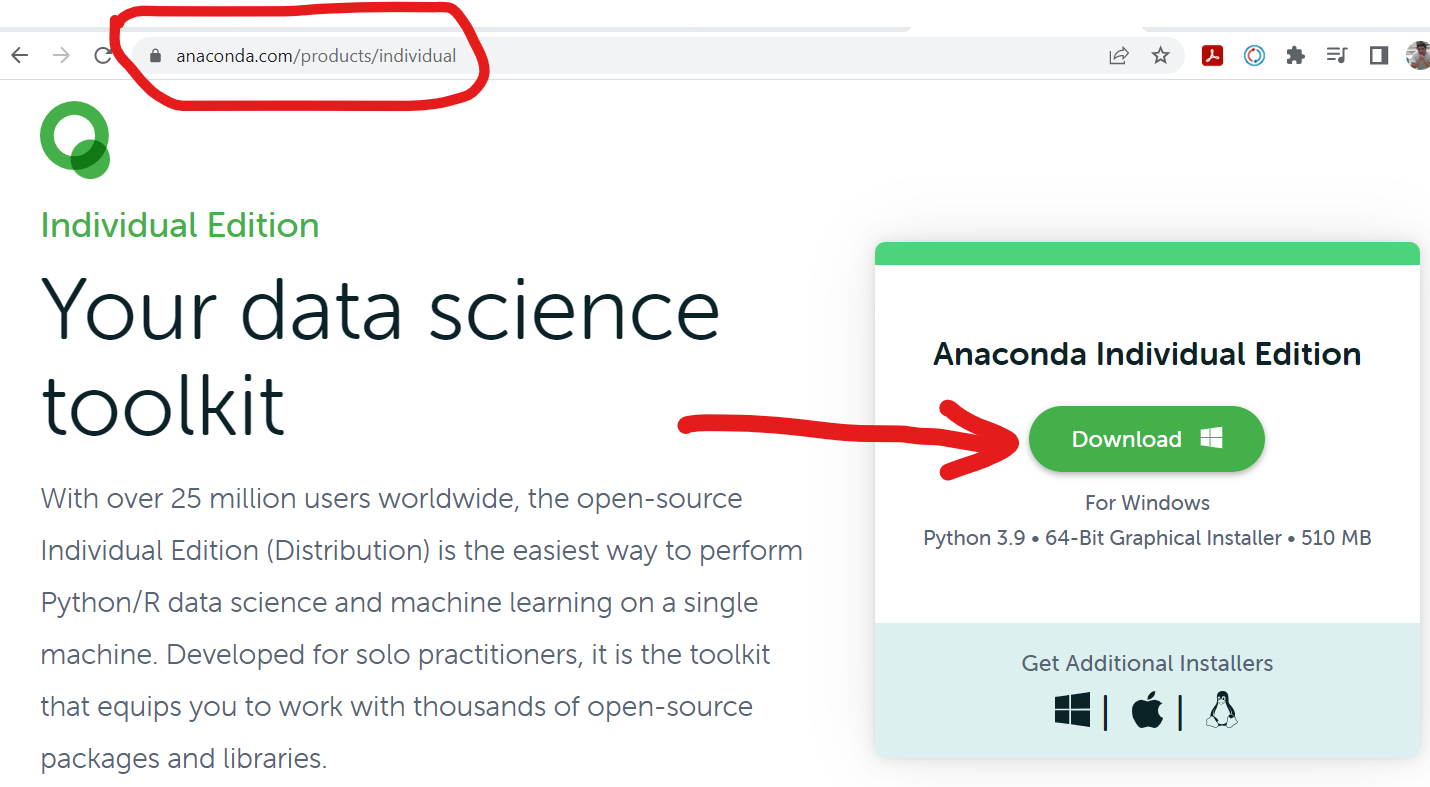 anaconda.com/products/individual
Individual Edition
Your data science
toolkit
With over 25 million users worldwide, the open-source
Individual Edition (Distribution) is the easiest way to perform
Python/R data science and machine learning on a single
machine. Developed for solo practitioners, it is the toolkit
that equips you to work with thousands of open-source
packages and libraries.
Anaconda Individual Edition
Download
For Windows
Python 3.9 • 64-Bit Graphical Installer • 510 MB
Get Additional Installers